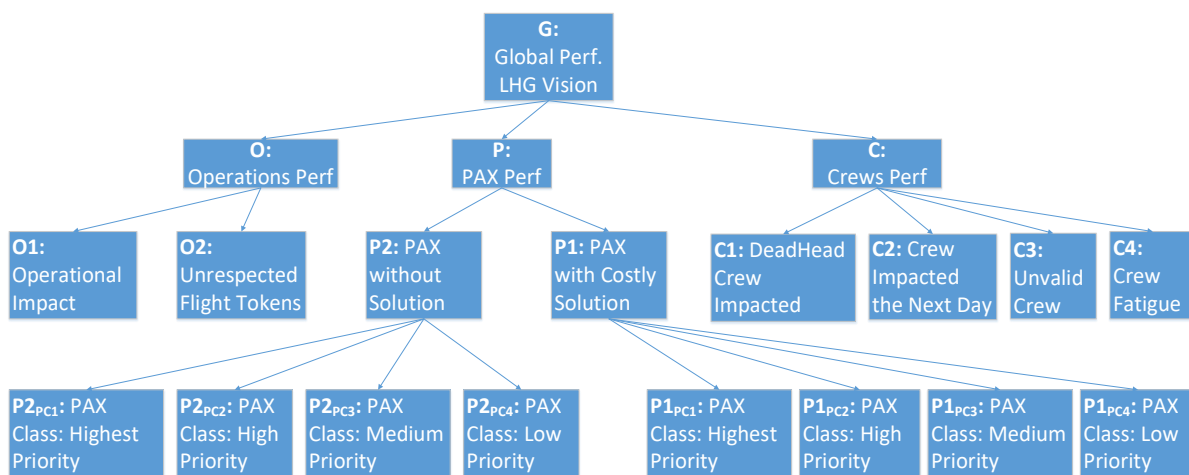 G:
Global Perf.
LHG Vision
O:
Operations Perf
P:
PAX Perf
C:
Crews Perf
O1:
Operational
Impact
O2:
Unrespected
Flight Tokens
P2: PAX
without
Solution
P1: PAX
with Costly
Solution
C1: DeadHead
Crew
Impacted
C2: Crew
Impacted
the Next Day
C3:
Unvalid
Crew
C4:
Crew
Fatigue
P2PC1: PAX
Class: Highest
Priority
P2PC2: PAX
Class: High
Priority
P2PC3: PAX
Class: Medium
Priority
P2PC4: PAX
Class: Low
Priority
P1PC1: PAX
Class: Highest
Priority
P1PC2: PAX
Class: High
Priority
P1PC3: PAX
Class: Medium
Priority
P1PC4: PAX
Class: Low
Priority